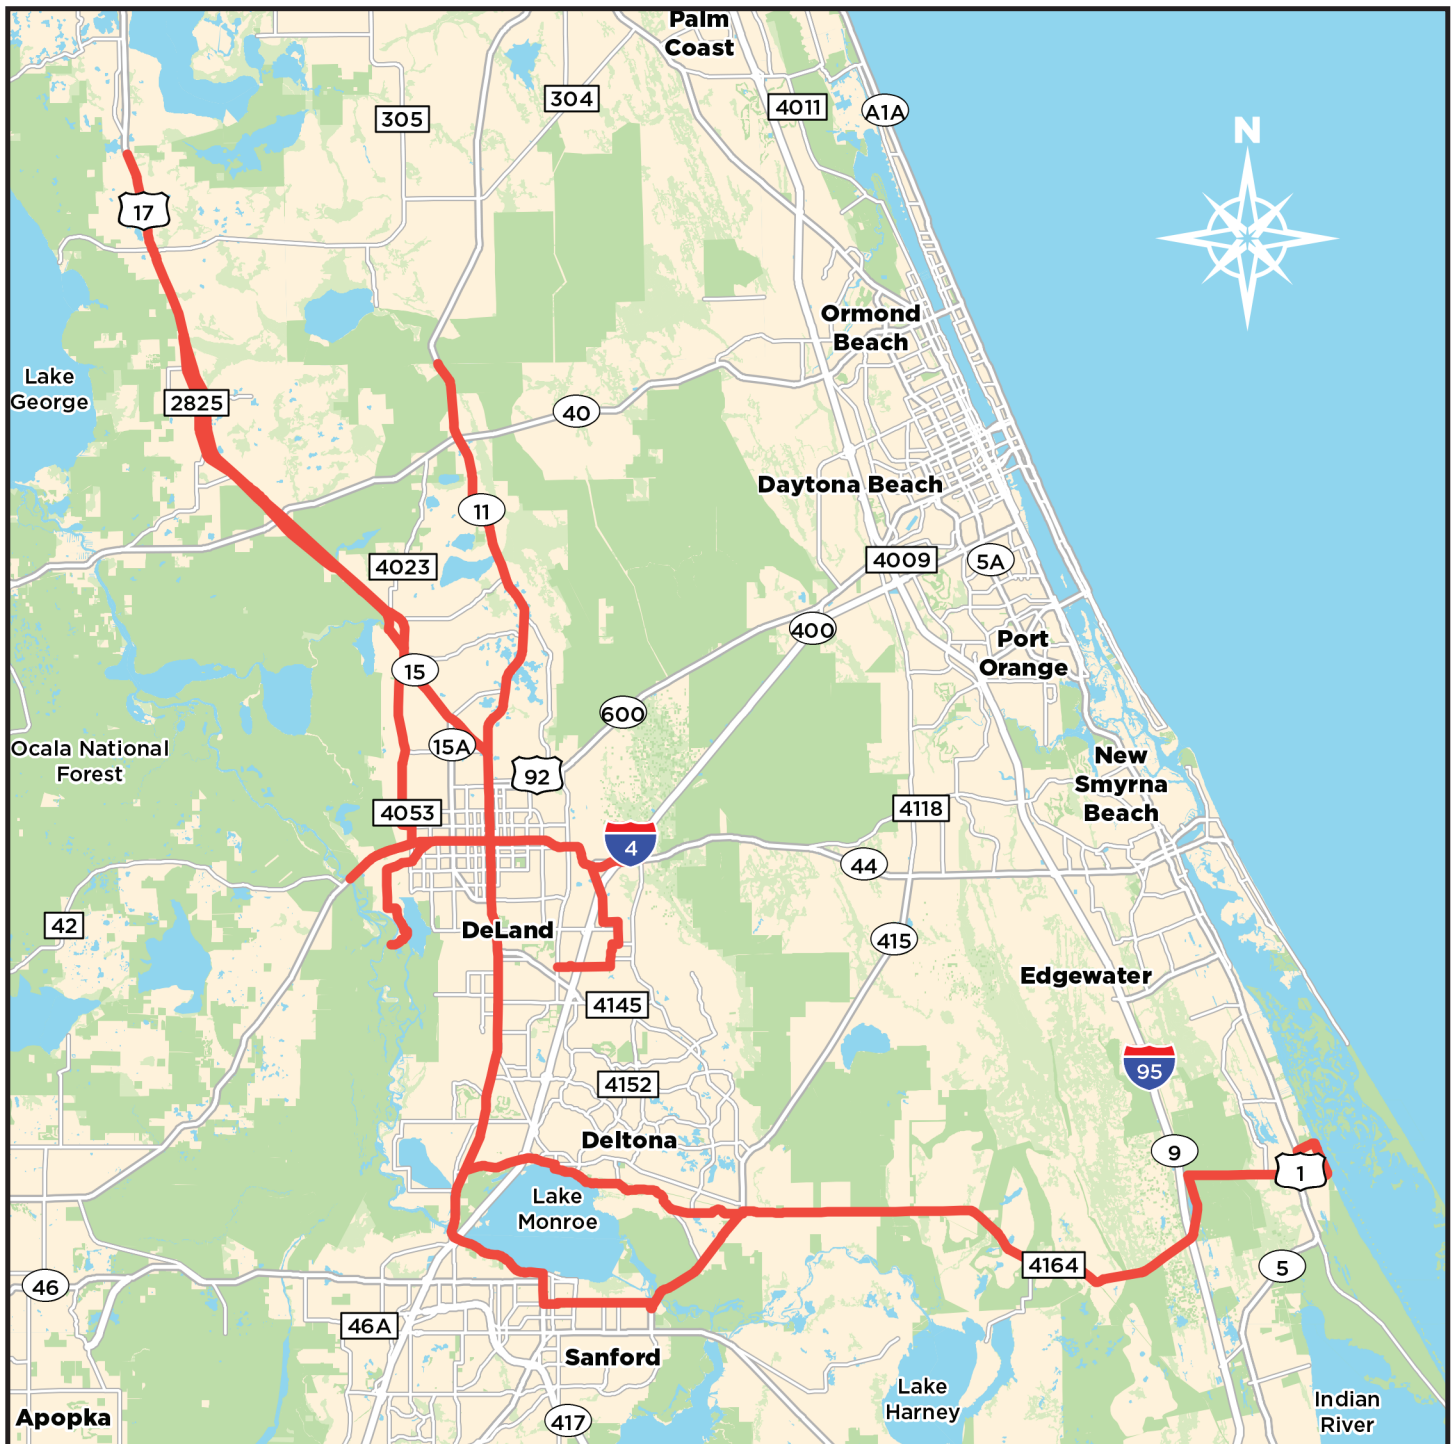 Palm
Coast
304
4011
A1A
305
N
17
Ormond
Beach
Lake
George
2825
40
Daytona Beach
11
4009
5A
4023
400
Port
Orange
15
600
Ocala National
Forest
15A
92
New
Smyrna
Beach
4053
4118
4
44
42
DeLand
415
Edgewater
4145
95
4152
Deltona
9
1
Lake
Monroe
4164
5
46
46A
Sanford
Lake
Harney
Indian
River
Apopka
417